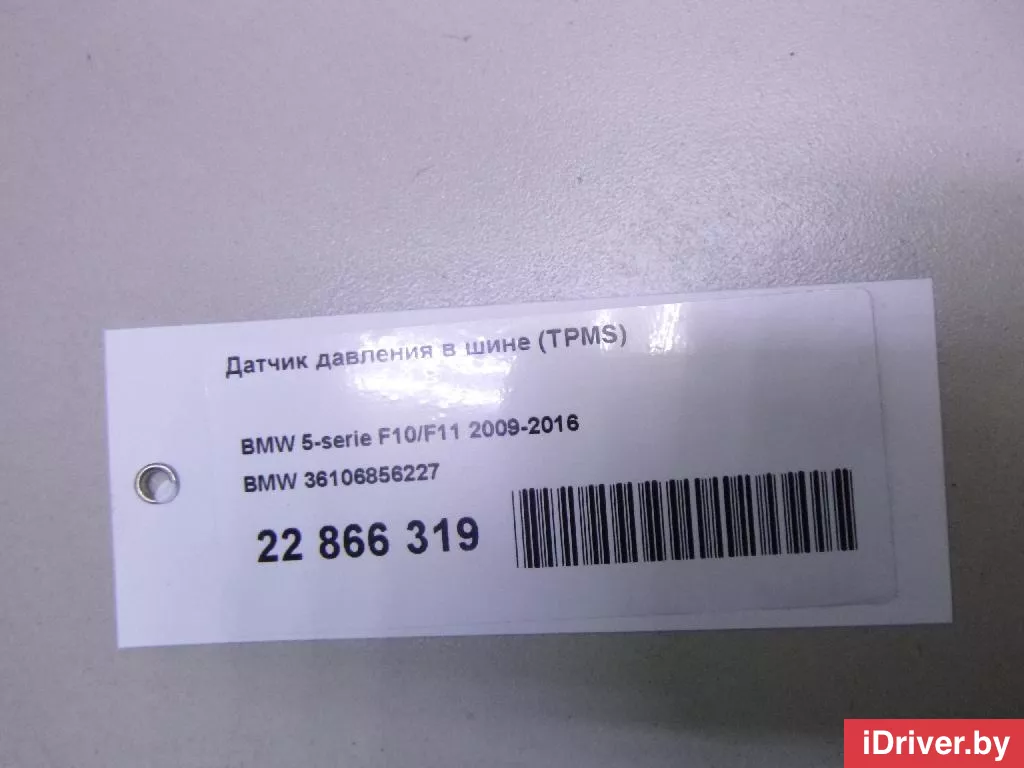 Датчик давления в шине (TPMS)
BMW 5-serie F10/F11 2009-2016
BMW 36106856227
22 866 319
iDriver.by